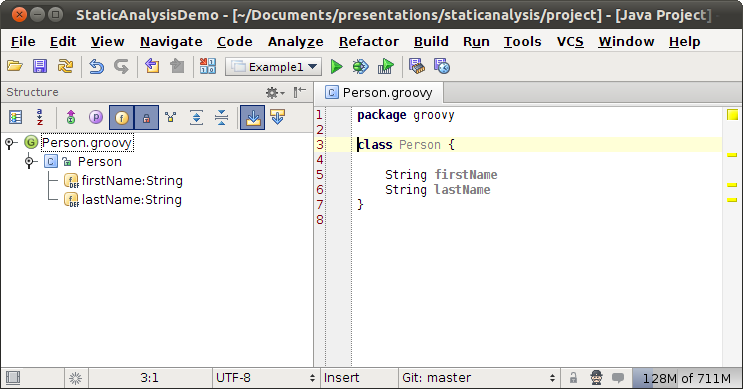 StaticAnalysisDemo - [~/Documents/presentations/staticanalysis/project] - [Java Project] -
File Edit View Navigate Code Analyze Refactor Build Run Tools VCS Window Help
Example1
Structure
Person.groovy
Person.groovy
Person
firstName:String
lastName:String
1 package groovy
2
3 class Person {
4
5 String firstName
6 String lastName
7 }
8
3:1 UTF-8 Insert Git: master 128M of 711M